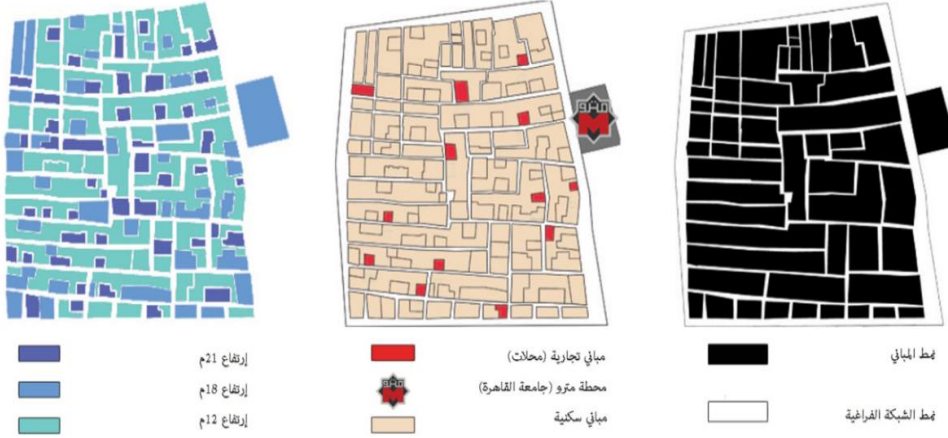 إرتفاع 21م
إرتفاع 18م
إرتفاع 12م
مباني تجارية (محلات)
محطة مترو (جامعة القاهرة)
مباني سكنية
نمط المباني
نمط الشبكة الفراغية